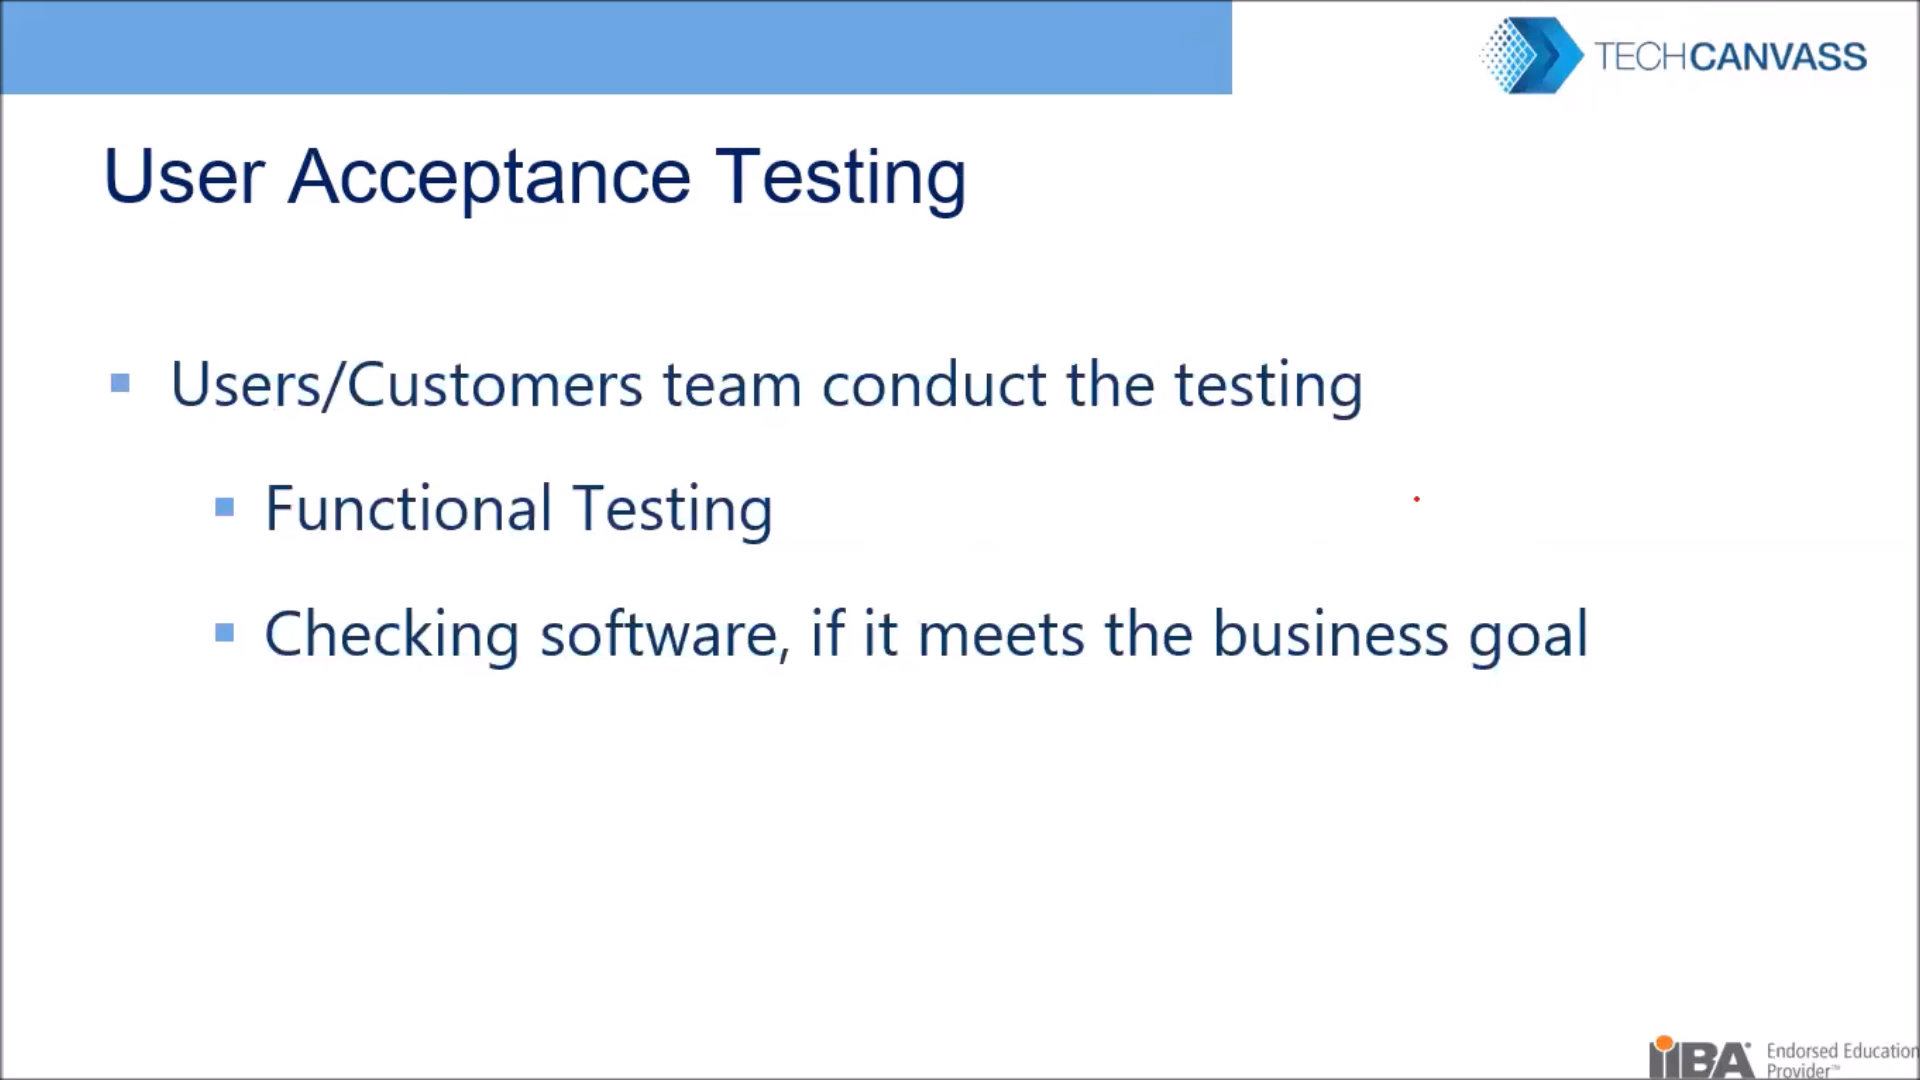 TECHCANVASS
User Acceptance Testing
Users/Customers team conduct the testing
Functional Testing
Checking software, if it meets the business goal
IIBA Endorsed Education
Provider™